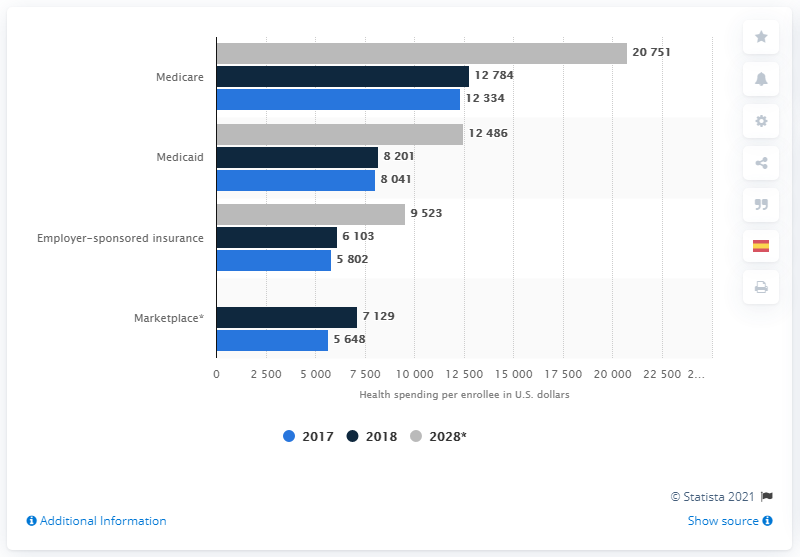 Medicare
20 751
12 784
12 334
Medicaid
12 486
8 201
8 041
Employer-sponsored insurance
9 523
6 103
5 802
Marketplace*
7 129
5 648
0 2 500 5 000 7 500 10 000 12 500 15 000 17 500 20 000 22 500 2...
Health spending per enrollee in U.S. dollars
2017 2018 2028*
© Statista 2021
Additional Information
Show source